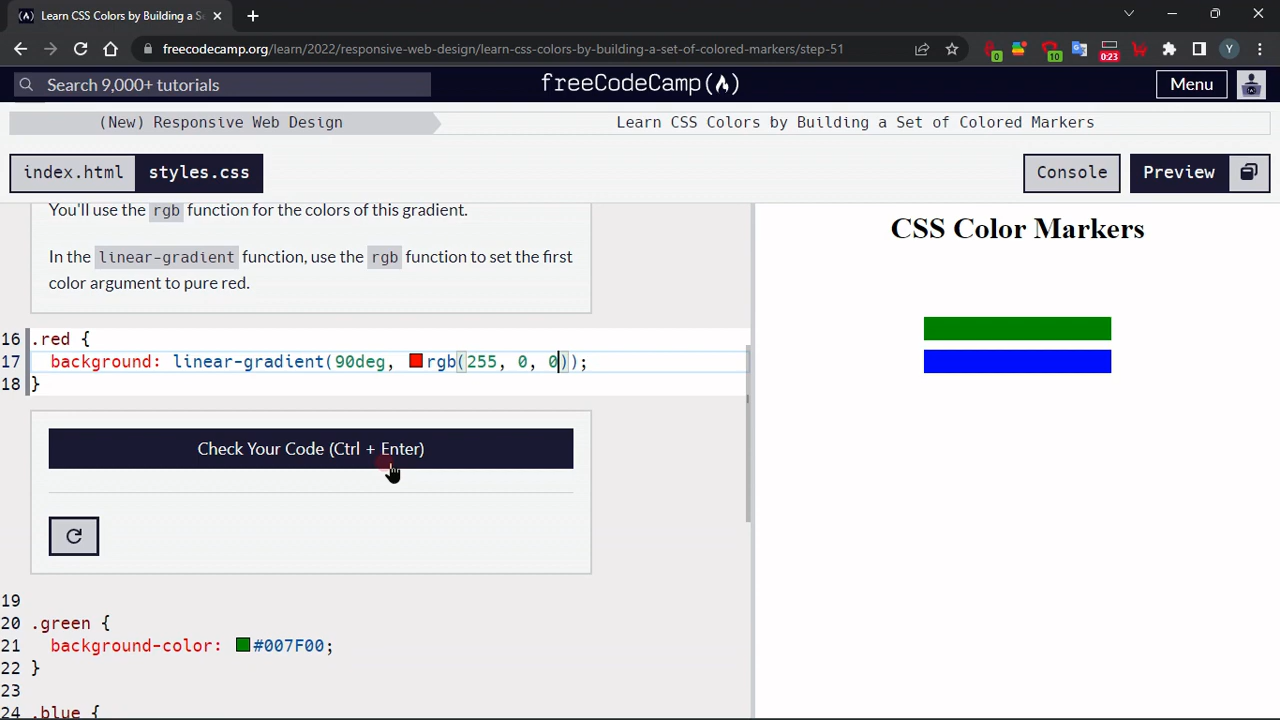 Learn CSS Colors by Building a S
freecodecamp.org/learn/2022/responsive-web-design/learn-css-colors-by-building-a-set-of-colored-markers/step-51
0
10
0:23
Y
Search 9,000+ tutorials
freeCodeCamp(🔥)
Menu
(New) Responsive Web Design
Learn CSS Colors by Building a Set of Colored Markers
index.html
styles.css
Console
Preview
You'll use the rgb function for the colors of this gradient.
In the linear-gradient function, use the rgb function to set the first
color argument to pure red.
16 .red {
17 background: linear-gradient(90deg, rgb(255, 0, 0));
18 }
Check Your Code (Ctrl + Enter)
19
20 .green {
21 background-color: #007F00;
22 }
23
24 .blue {
CSS Color Markers